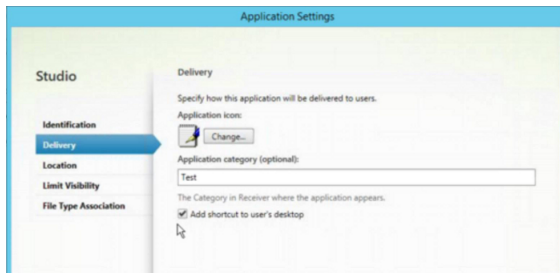 Application Settings
Studio
Identification
Delivery
Location
Limit Visibility
File Type Association
Delivery
Specify how this application will be delivered to users.
Application icon:
Change...
Application category (optional):
Test
The Category in Receiver where the application appears.
Add shortcut to user's desktop